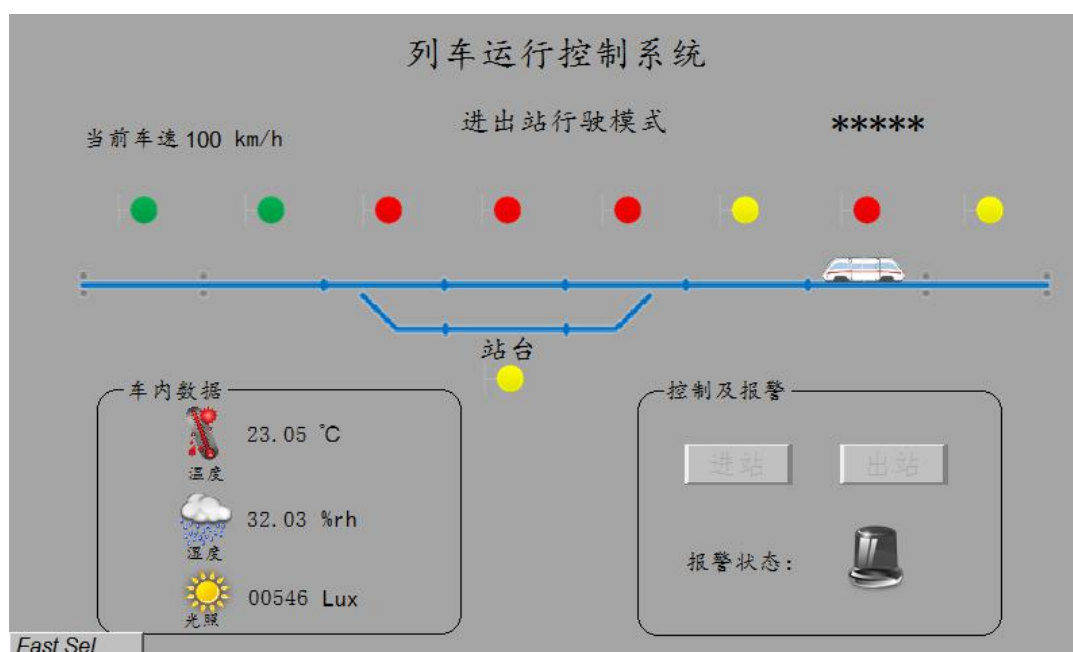 列车运行控制系统
进出站行驶模式 *****
当前车速 100 km/h
站台
车内数据
23.05 ℃
温度
32.03 %rh
湿度
00546 Lux
光照
控制及报警
进站 出站
报警状态:
Fast Sel